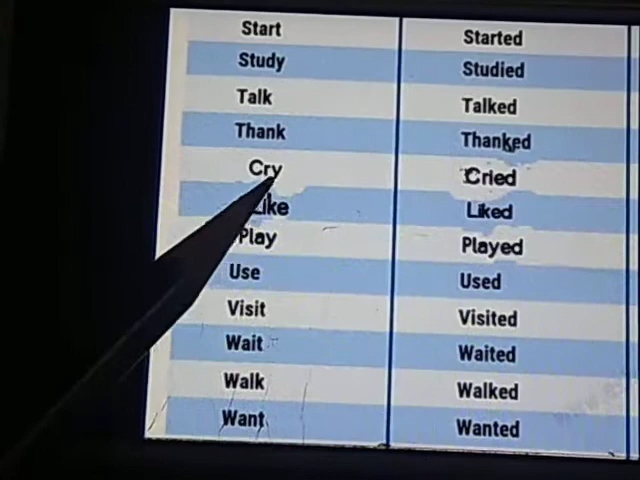 Start Started
Study Studied
Talk Talked
Thank Thanked
Cry Cried
Like Liked
Play Played
Use Used
Visit Visited
Wait Waited
Walk Walked
Want Wanted